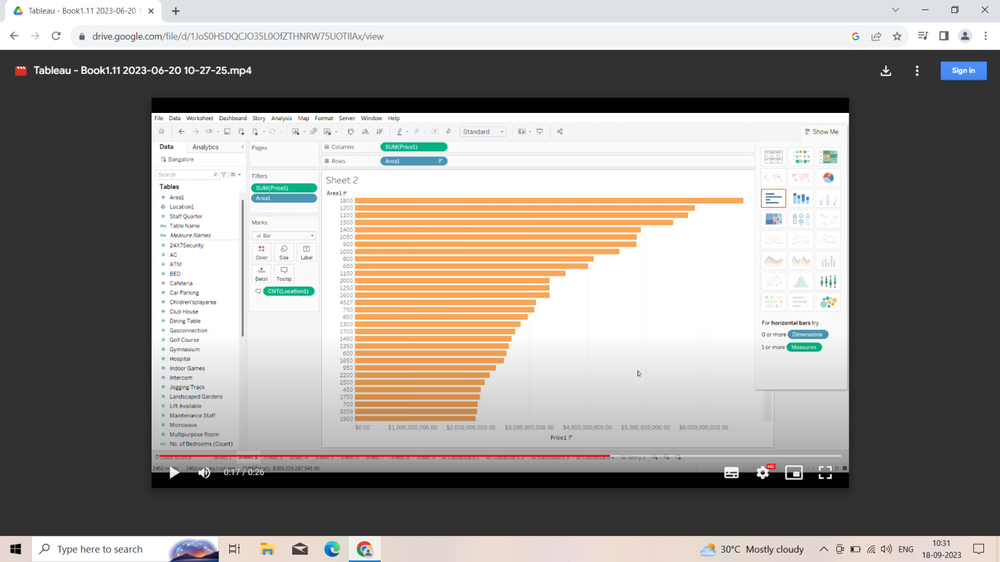 Tableau - Book1.11 2023-06-20 1
drive.google.com/file/d/1JoS0HSDQCJO35L0OfZTHNRW75UOTIlAx/view
Tableau - Book1.11 2023-06-20 10-27-25.mp4
Sign in
File Data Worksheet Dashboard Story Analysis Map Format Server Window Help
Standard
Show Me
Data Analytics
Bangalore
Search
Tables
Area1
Location1
Staff Quarter
Abc Table Name
Abc Measure Names
24X7Security
AC
ATM
BED
Cafeteria
Car Parking
Children'splayarea
Club House
Dining Table
Gasconnection
Golf Course
Gymnasium
Hospital
Indoor Games
Intercom
Jogging Track
Landscaped Gardens
Lift Available
Maintenance Staff
Microwave
Multipurpose Room
Abc No. of Bedrooms (Count)
Pages
Filters
SUM(Price1)
Area1
Marks
Bar
Color Size Label
Detail Tooltip
CNT(Location1)
Columns SUM(Price1)
Rows Area1
Sheet 2
Area1
1800
1200
1100
1500
1400
1050
900
1000
800
650
1150
2000
1250
1600
4527
750
850
1300
1700
1450
1350
600
1650
950
2200
2500
450
1750
700
5359
1900
$0.00 $1,000,000,000.00 $2,000,000,000.00 $3,000,000,000.00 $4,000,000,000.00 $5,000,000,000.00 $6,000,000,000.00
Price1
For horizontal bars try
0 or more Dimensions
1 or more Measures
Data Source Sheet 1 Sheet 2 Sheet 3 Sheet 4 Sheet 5 Sheet 6 Sheet 7 Sheet 8 Sheet 9 Dashboard 1 Dashboard 2 Dashboard 3 Dashboard 4 Story 1
SUM(Price1): $385,229,287,941.00
0:17 / 0:26
HD
Type here to search
30°C Mostly cloudy
ENG
10:31
18-09-2023